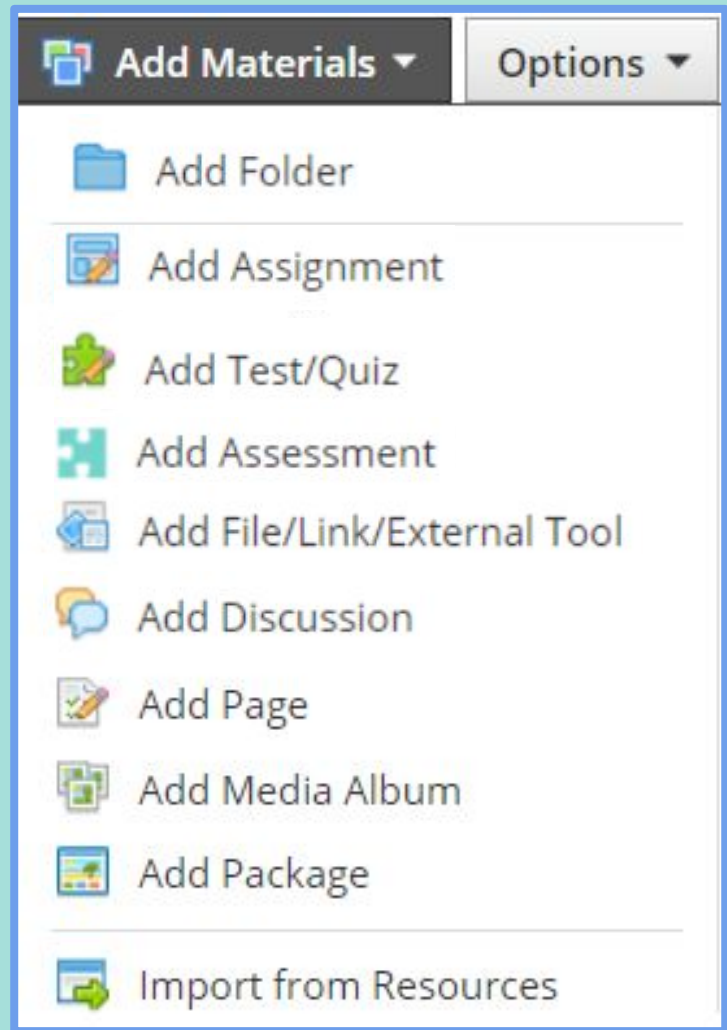 Add Materials Options
Add Folder
Add Assignment
Add Test/Quiz
Add Assessment
Add File/Link/External Tool
Add Discussion
Add Page
Add Media Album
Add Package
Import from Resources